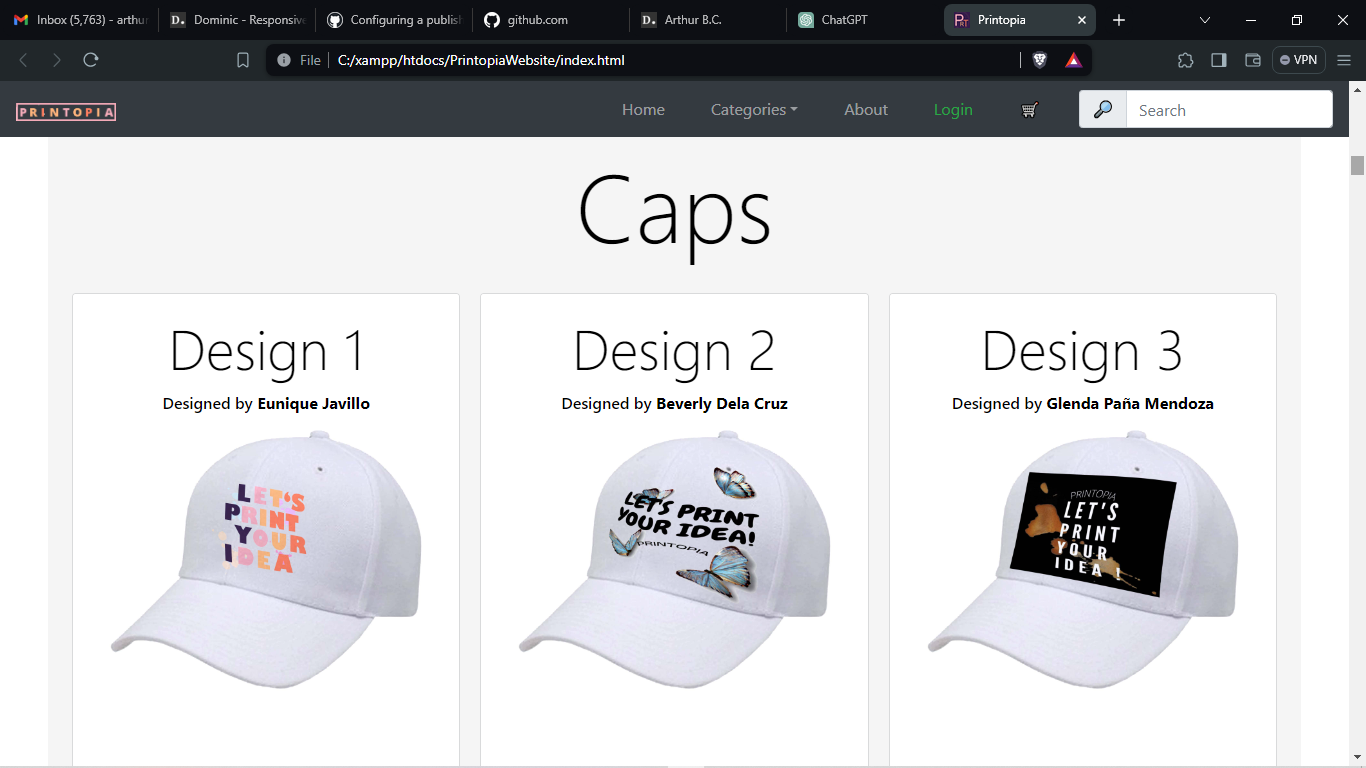 Inbox (5,763) - arthur
Dominic - Responsive
Configuring a publish
github.com
Arthur B.C.
ChatGPT
Printopia
File
C:/xampp/htdocs/PrintopiaWebsite/index.html
VPN
PRINTOPIA
Home
Categories
About
Login
Search
Caps
Design 1
Designed by Eunique Javillo
LET'S
PRINT
YOUR
IDEA
Design 2
Designed by Beverly Dela Cruz
LET'S PRINT
YOUR IDEA!
PRINTOPIA
Design 3
Designed by Glenda Paña Mendoza
PRINTOPIA
LET'S
PRINT
YOUR
IDEA !